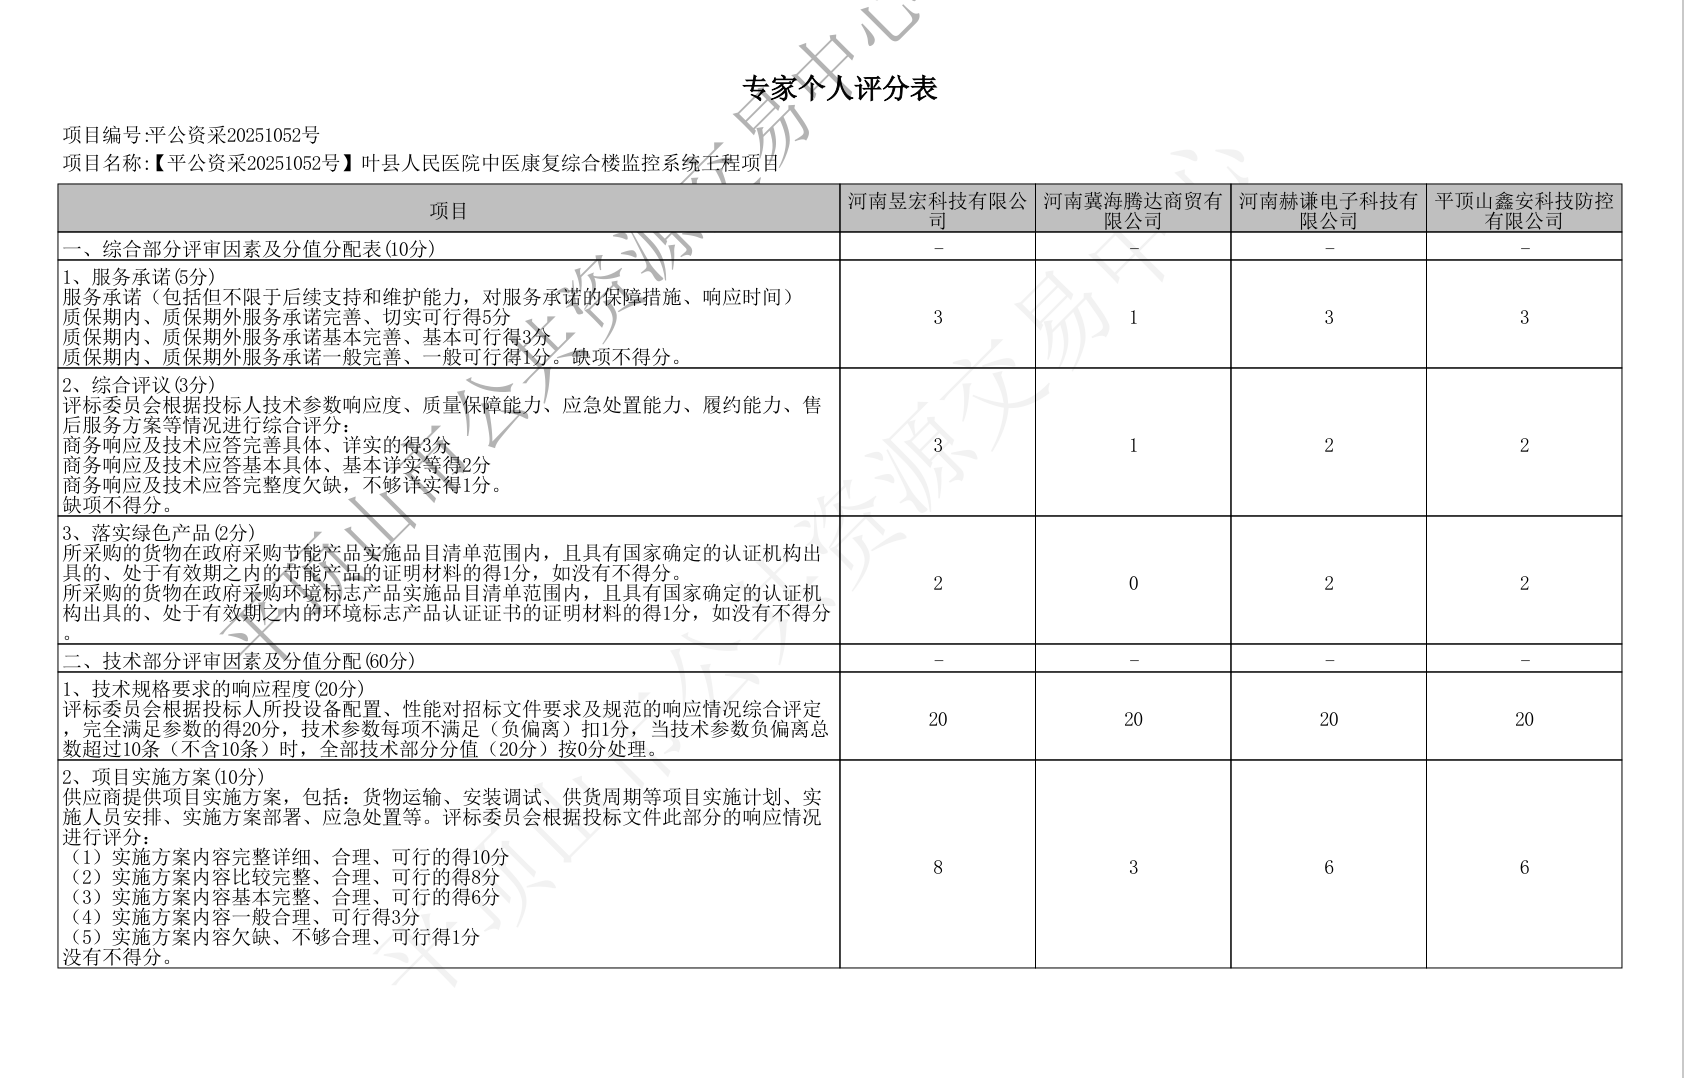 专家个人评分表
项目编号:平公资采20251052号
项目名称:【平公资采20251052号】叶县人民医院中医康复综合楼监控系统工程项目
项目
河南昱宏科技有限公
司
河南冀海腾达商贸有
限公司
河南赫谦电子科技有
限公司
平顶山鑫安科技防控
有限公司
一、综合部分评审因素及分值分配表(10分)
–
–
–
–
1、服务承诺(5分)
服务承诺（包括但不限于后续支持和维护能力，对服务承诺的保障措施、响应时间）
质保期内、质保期外服务承诺完善、切实可行得5分
质保期内、质保期外服务承诺基本完善、基本可行得3分
质保期内、质保期外服务承诺一般完善、一般可行得1分。缺项不得分。
3
1
3
3
2、综合评议(3分)
评标委员会根据投标人技术参数响应度、质量保障能力、应急处置能力、履约能力、售
后服务方案等情况进行综合评分：
商务响应及技术应答完善具体、详实的得3分
商务响应及技术应答基本具体、基本详实等得2分
商务响应及技术应答完整度欠缺，不够详实得1分。
缺项不得分。
3
1
2
2
3、落实绿色产品(2分)
所采购的货物在政府采购节能产品实施品目清单范围内，且具有国家确定的认证机构出
具的、处于有效期之内的节能产品的证明材料的得1分，如没有不得分。
所采购的货物在政府采购环境标志产品实施品目清单范围内，且具有国家确定的认证机
构出具的、处于有效期之内的环境标志产品认证证书的证明材料的得1分，如没有不得分
。
2
0
2
2
二、技术部分评审因素及分值分配(60分)
–
–
–
–
1、技术规格要求的响应程度(20分)
评标委员会根据投标人所投设备配置、性能对招标文件要求及规范的响应情况综合评定
，完全满足参数的得20分，技术参数每项不满足（负偏离）扣1分，当技术参数负偏离总
数超过10条（不含10条）时，全部技术部分分值（20分）按0分处理。
20
20
20
20
2、项目实施方案(10分)
供应商提供项目实施方案，包括：货物运输、安装调试、供货周期等项目实施计划、实
施人员安排、实施方案部署、应急处置等。评标委员会根据投标文件此部分的响应情况
进行评分：
（1）实施方案内容完整详细、合理、可行的得10分
（2）实施方案内容比较完整、合理、可行的得8分
（3）实施方案内容基本完整、合理、可行的得6分
（4）实施方案内容一般合理、可行得3分
（5）实施方案内容欠缺、不够合理、可行得1分
没有不得分。
8
3
6
6
平顶山市公共资源交易中心
平顶山市公共资源交易中心